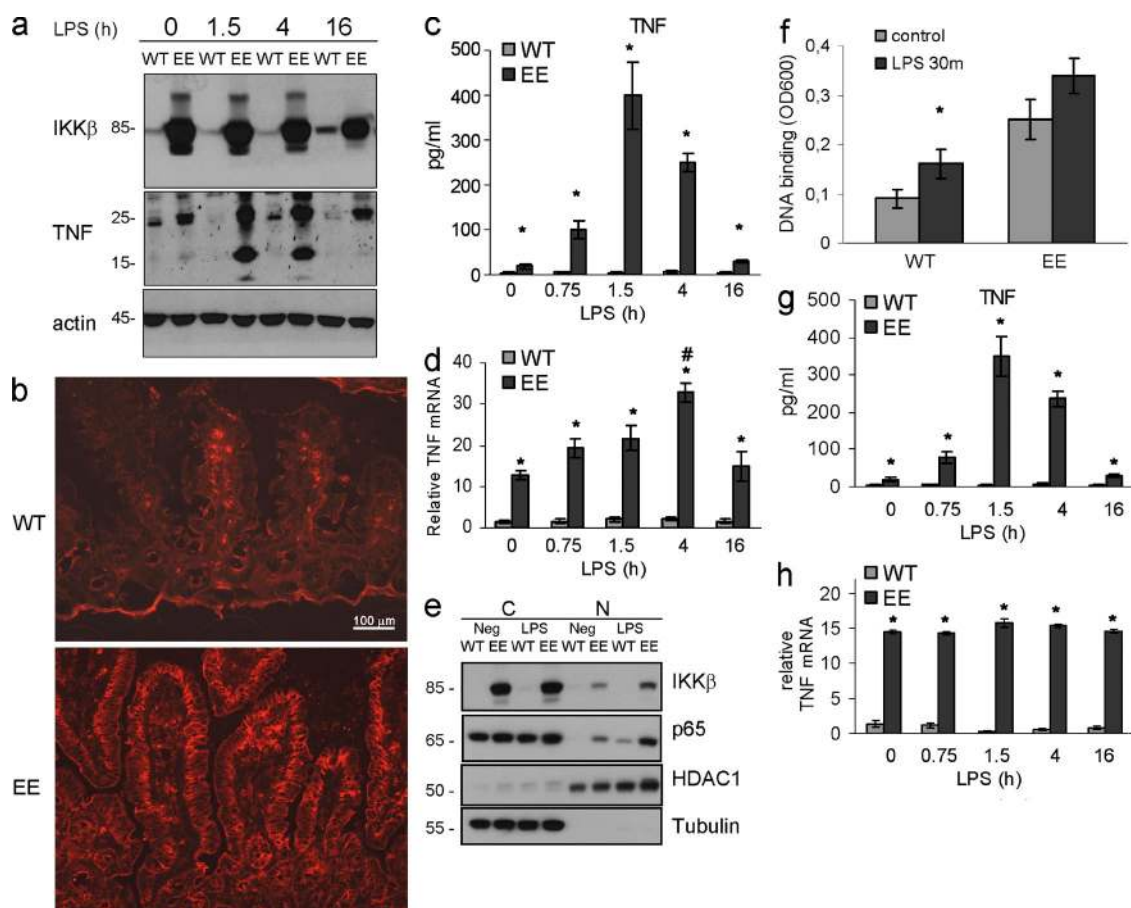 a LPS (h) 0 1.5 4 16
WT EE WT EE WT EE WT EE
IKKβ 85-
TNF 25-
15-
actin 45-
b
WT
100 µm
EE
c TNF
WT
EE
500
400
300
200
100
0
pg/ml
* * * * *
0 0.75 1.5 4 16
LPS (h)
d
WT
EE
40
30
20
10
0
Relative TNF mRNA
* * * # * *
0 0.75 1.5 4 16
LPS (h)
e C N
Neg LPS Neg LPS
WT EE WT EE WT EE WT EE
85 - IKKβ
65 - p65
50 - HDAC1
55 - Tubulin
f
control
LPS 30m
0,4
0,3
0,2
0,1
0
DNA binding (OD600)
*
WT EE
g TNF
WT
EE
500
400
300
200
100
0
pg/ml
* * * * *
0 0.75 1.5 4 16
LPS (h)
h
WT
EE
20
15
10
5
0
relative
TNF mRNA
* * * * *
0 0.75 1.5 4 16
LPS (h)